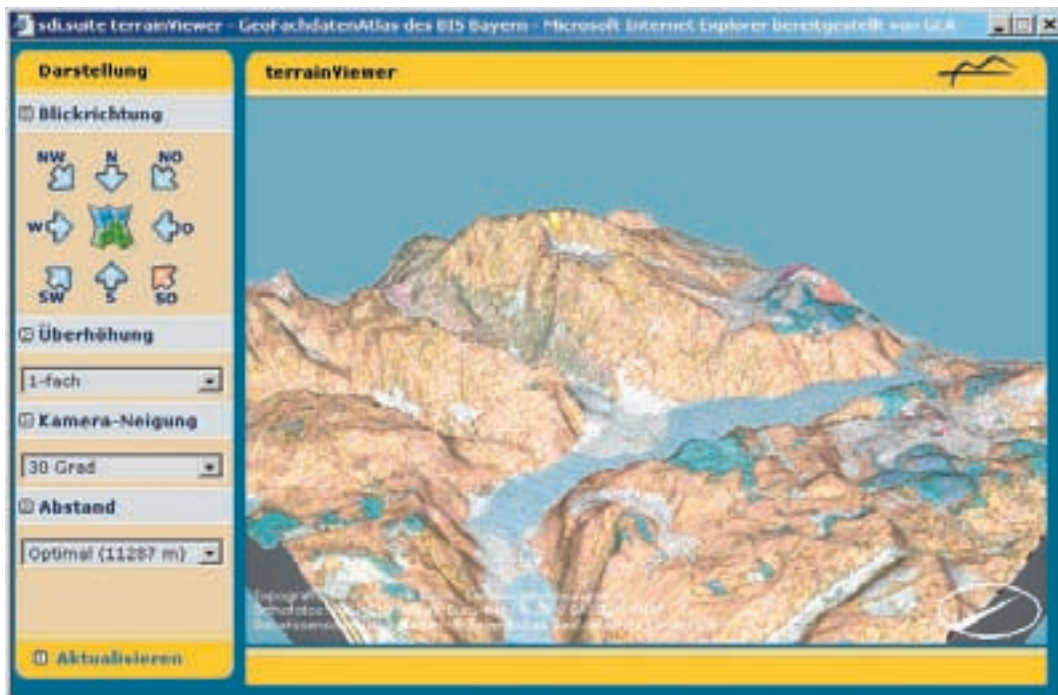 sdi.suite terrainViewer - GeoFachdatenAtlas des BIS Bayern - Microsoft Internet Explorer bereitgestellt von GLA
Darstellung
terrainViewer
Blickrichtung
NW N NO
W O
SW S SO
Überhöhung
1-fach
Kamera-Neigung
30 Grad
Abstand
Optimal (11287 m)
Aktualisieren